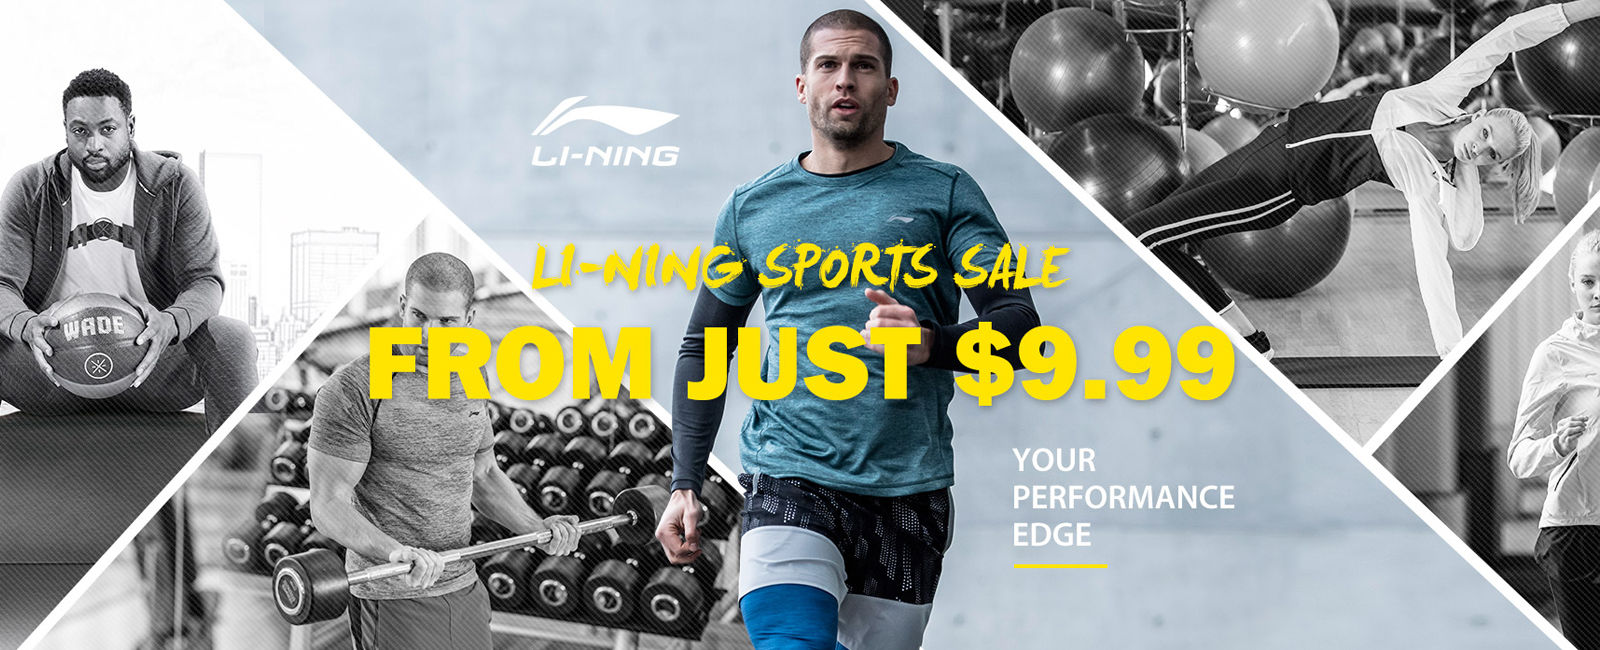 LI-NING
LI-NING SPORTS SALE
FROM JUST $9.99
WADE
YOUR
PERFORMANCE
EDGE